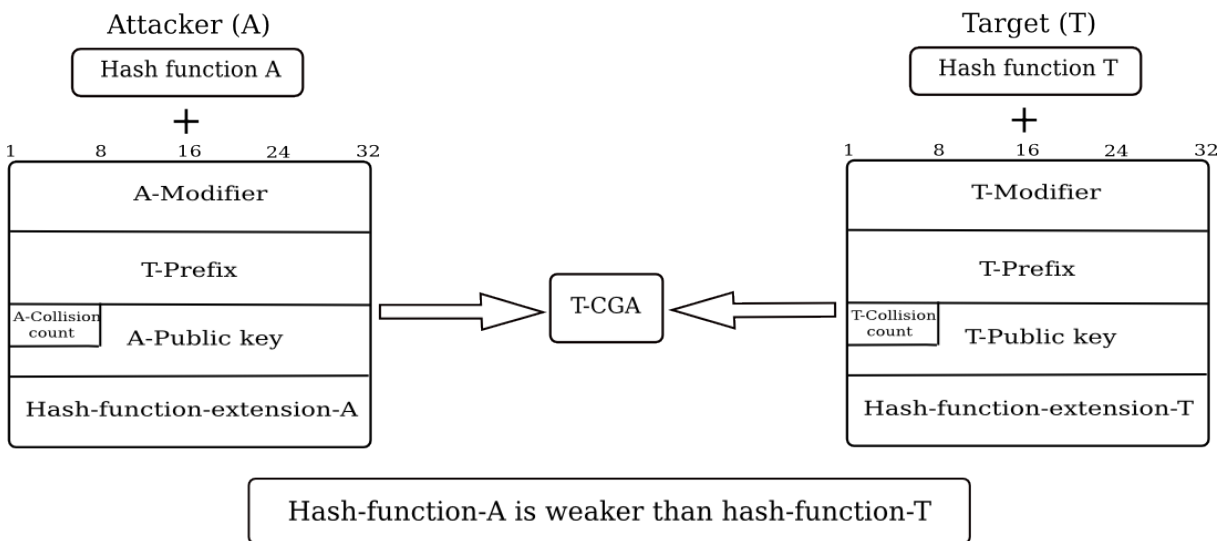 Attacker (A)
Hash function A
+
1 8 16 24 32
A-Modifier
T-Prefix
A-Collision
count
A-Public key
Hash-function-extension-A
T-CGA
Target (T)
Hash function T
+
1 8 16 24 32
T-Modifier
T-Prefix
T-Collision
count
T-Public key
Hash-function-extension-T
Hash-function-A is weaker than hash-function-T